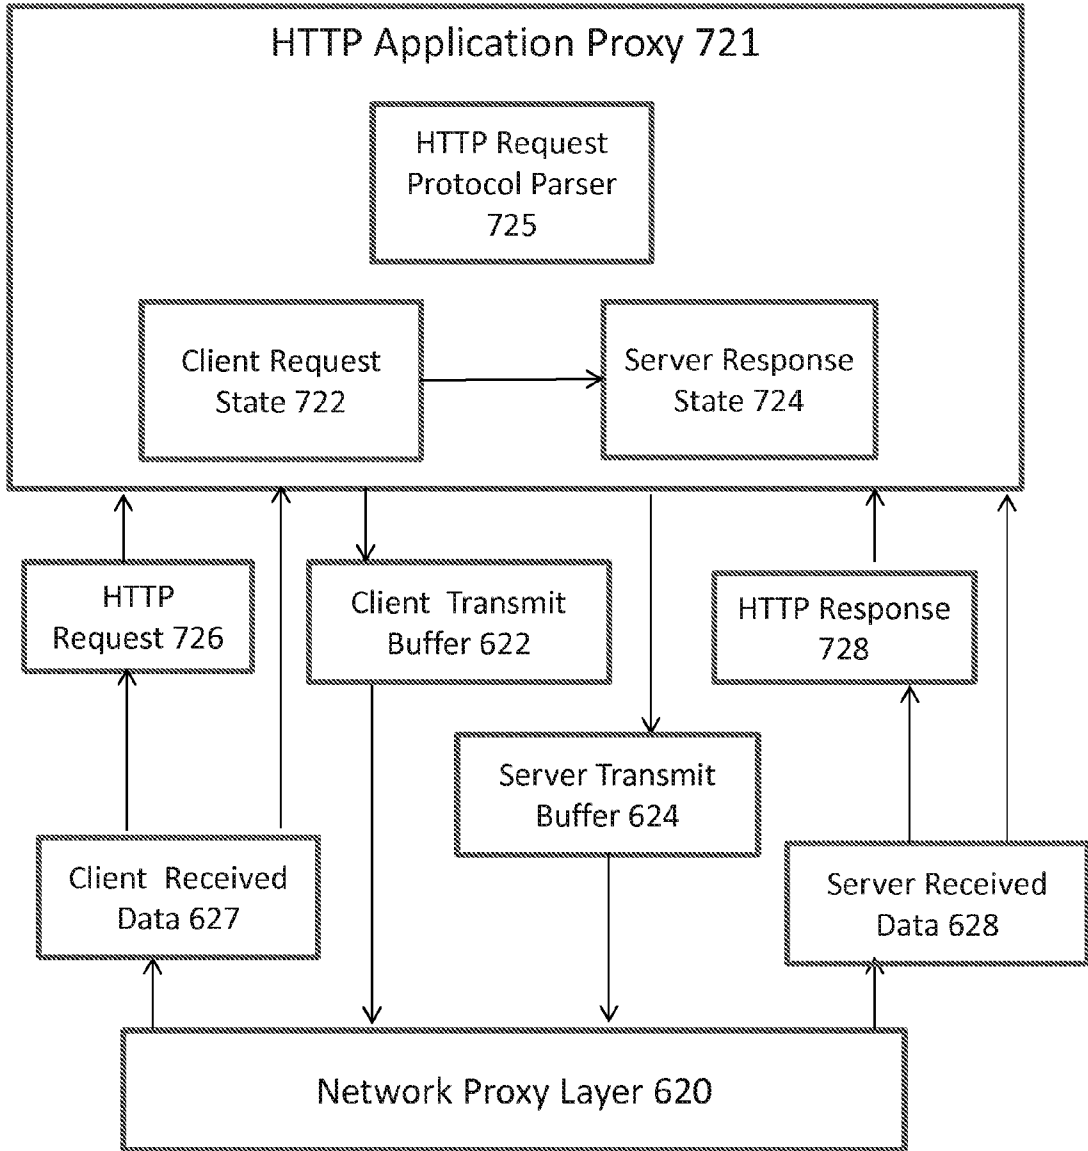 HTTP Application Proxy 721
HTTP Request
Protocol Parser
725
Client Request
State 722
Server Response
State 724
HTTP
Request 726
Client Transmit
Buffer 622
HTTP Response
728
Server Transmit
Buffer 624
Client Received
Data 627
Server Received
Data 628
Network Proxy Layer 620